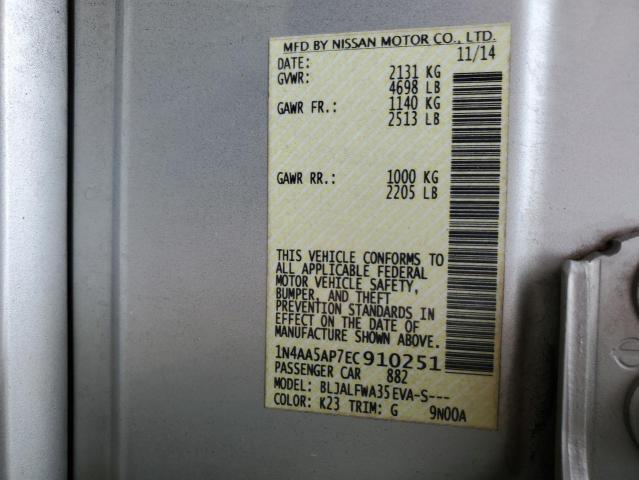 MFD BY NISSAN MOTOR CO., LTD.
DATE: 11/14
GVWR: 2131 KG
4698 LB
GAWR FR.: 1140 KG
2513 LB
GAWR RR.: 1000 KG
2205 LB
THIS VEHICLE CONFORMS TO
ALL APPLICABLE FEDERAL
MOTOR VEHICLE SAFETY,
BUMPER, AND THEFT
PREVENTION STANDARDS IN
EFFECT ON THE DATE OF
MANUFACTURE SHOWN ABOVE.
1N4AA5AP7EC910251
PASSENGER CAR 882
MODEL: BLJALFWA35EVA-S---
COLOR: K23 TRIM: G 9N00A